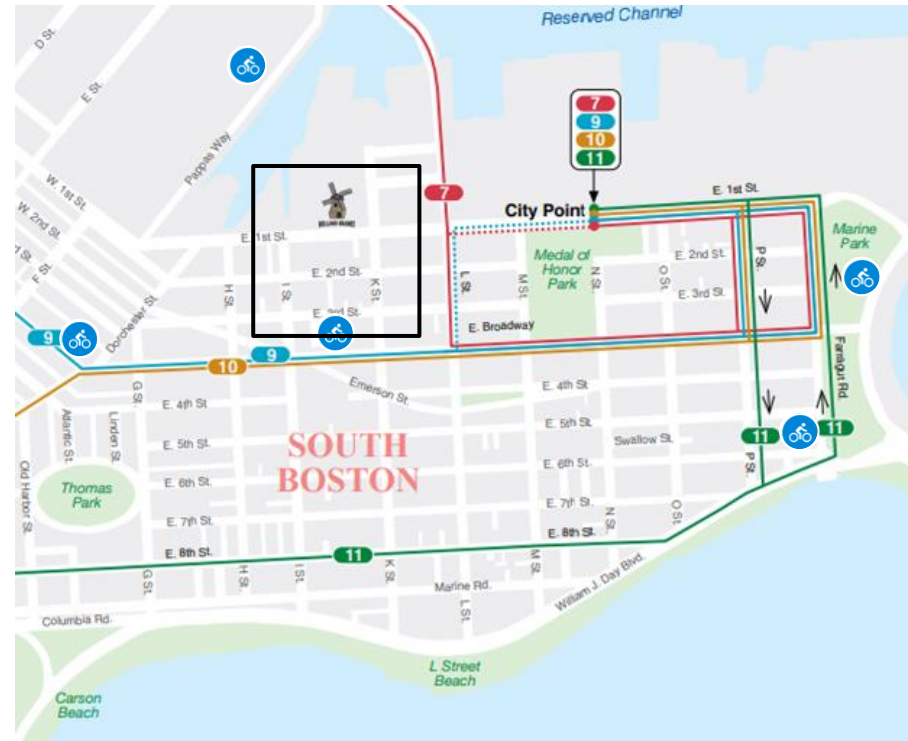 Reserved Channel
D St.
E St.
Pappas Way
W. 1st St.
W. 2nd St.
F St.
Dorchester St.
7
9
10
11
City Point
E. 1st St.
7
E. 1st St.
Marine
Park
Medal of
Honor
Park
E. 2nd St.
P St.
E. 2nd St.
H St.
I St.
K St.
L St.
M St.
N St.
O St.
E. 3rd St.
E. 3rd St.
E. Broadway
9
9
10
Farragut Rd.
Emerson St.
E. 4th St
E. 4th St
G St.
Atlantic St.
Linden St.
E. 5th St.
E. 5th St.
Swallow St.
11
11
SOUTH
BOSTON
E. 6th St.
E. 6th St.
P St.
Old Harbor St.
Thomas
Park
E. 7th St.
E. 7th St.
N St.
O St.
E. 8th St.
E. 8th St.
11
G St.
H St.
I St.
K St.
L St.
M St.
Marine Rd.
William J. Day Blvd.
Columbia Rd.
L Street
Beach
Carson
Beach